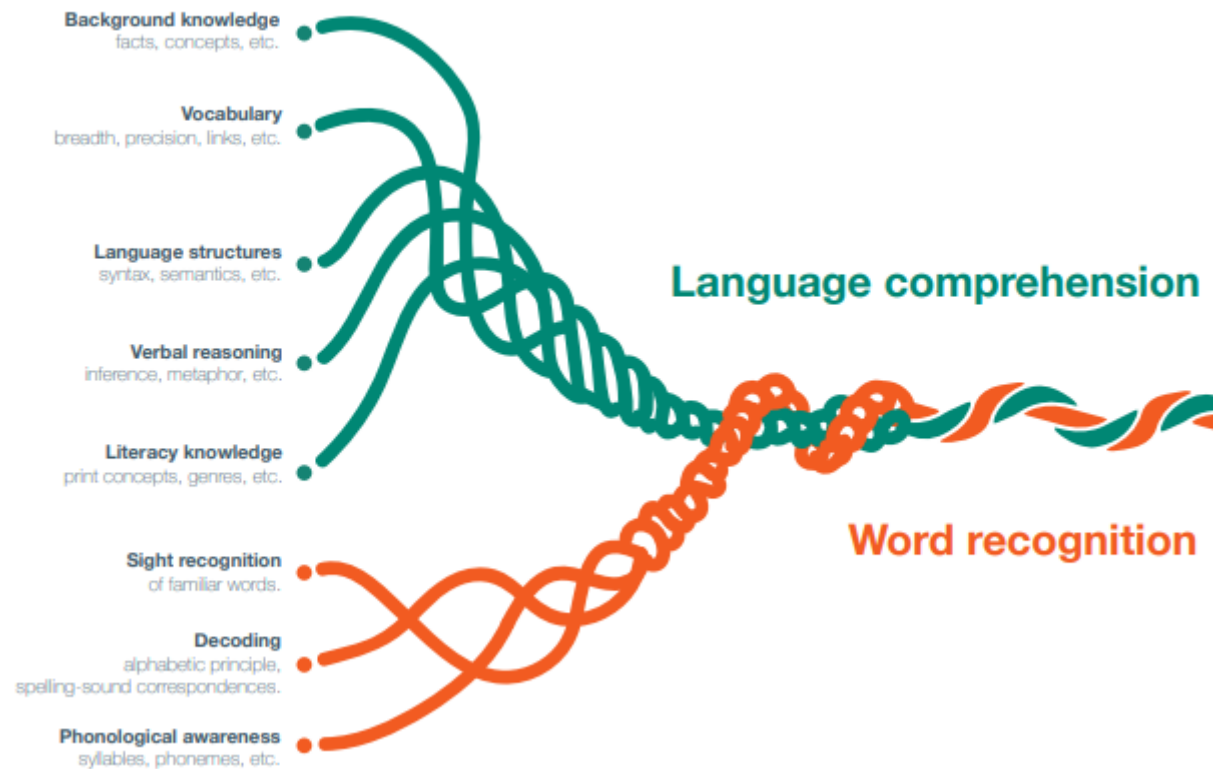 Background knowledge
facts, concepts, etc.
Vocabulary
breadth, precision, links, etc.
Language structures
syntax, semantics, etc.
Verbal reasoning
inference, metaphor, etc.
Literacy knowledge
print concepts, genres, etc.
Sight recognition
of familiar words.
Decoding
alphabetic principle,
spelling-sound correspondences.
Phonological awareness
syllables, phonemes, etc.
Language comprehension
Word recognition